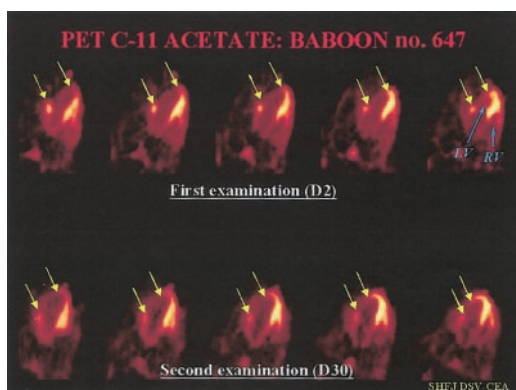 PET C-11 ACETATE: BABOON no. 647
LV
RV
First examination (D2)
Second examination (D30)
SHFJ.DSV-CEA